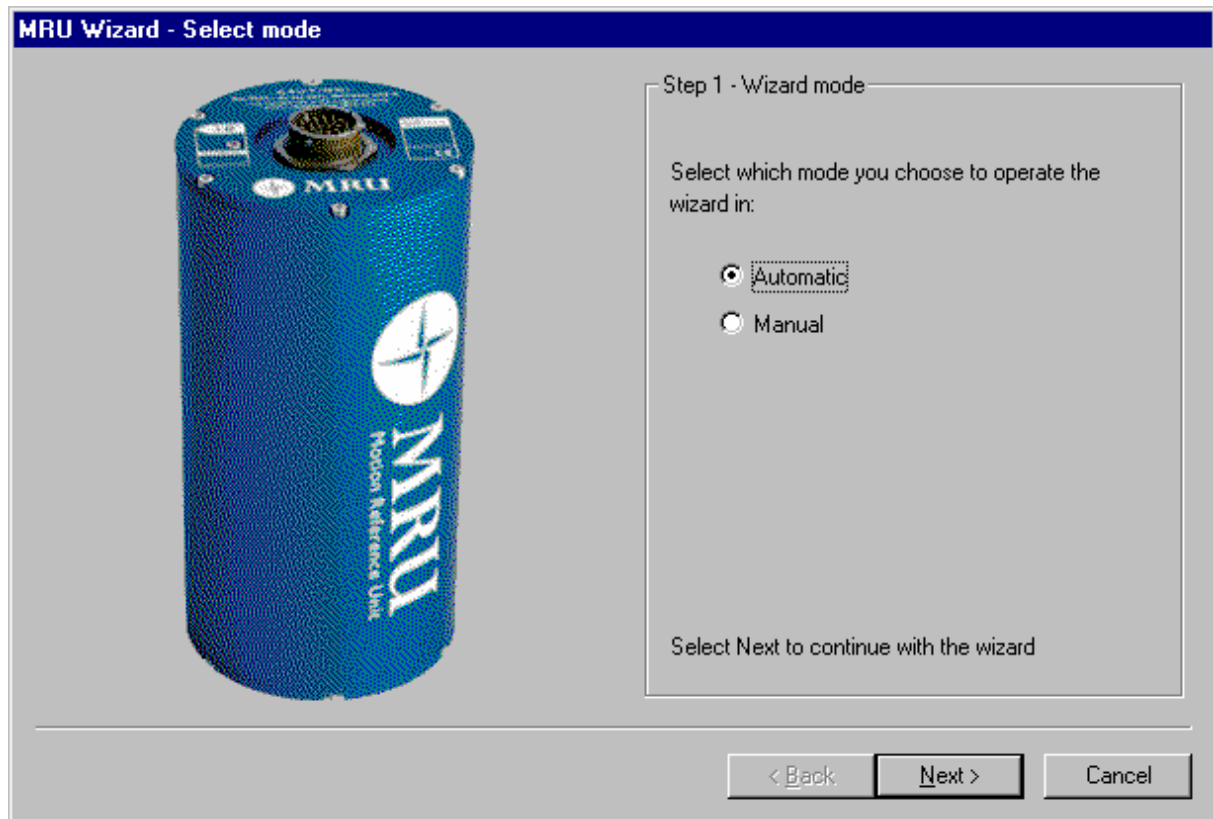 MRU Wizard - Select mode
MRU
MRU
Motion Reference Unit
Step 1 - Wizard mode
Select which mode you choose to operate the
wizard in:
Automatic
Manual
Select Next to continue with the wizard
< Back
Next >
Cancel